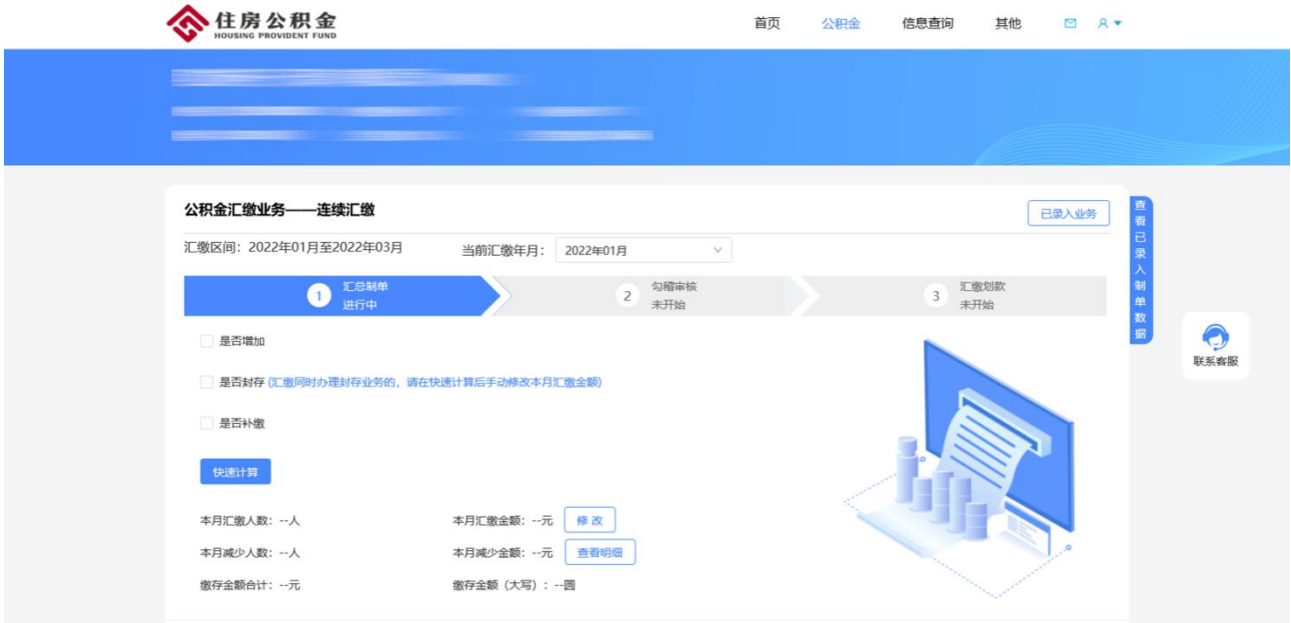 住房公积金
HOUSING PROVIDENT FUND
首页 公积金 信息查询 其他
公积金汇缴业务——连续汇缴
已录入业务
汇缴区间：2022年01月至2022年03月 当前汇缴年月： 2022年01月
1 汇总制单 进行中
2 勾稽审核 未开始
3 汇缴划款 未开始
是否增加
是否封存 (汇缴同时办理封存业务的，请在快速计算后手动修改本月汇缴金额)
是否补缴
快速计算
本月汇缴人数：--人 本月汇缴金额：--元 修改
本月减少人数：--人 本月减少金额：--元 查看明细
缴存金额合计：--元 缴存金额（大写）：--圆
查看已录入制单数据
联系客服